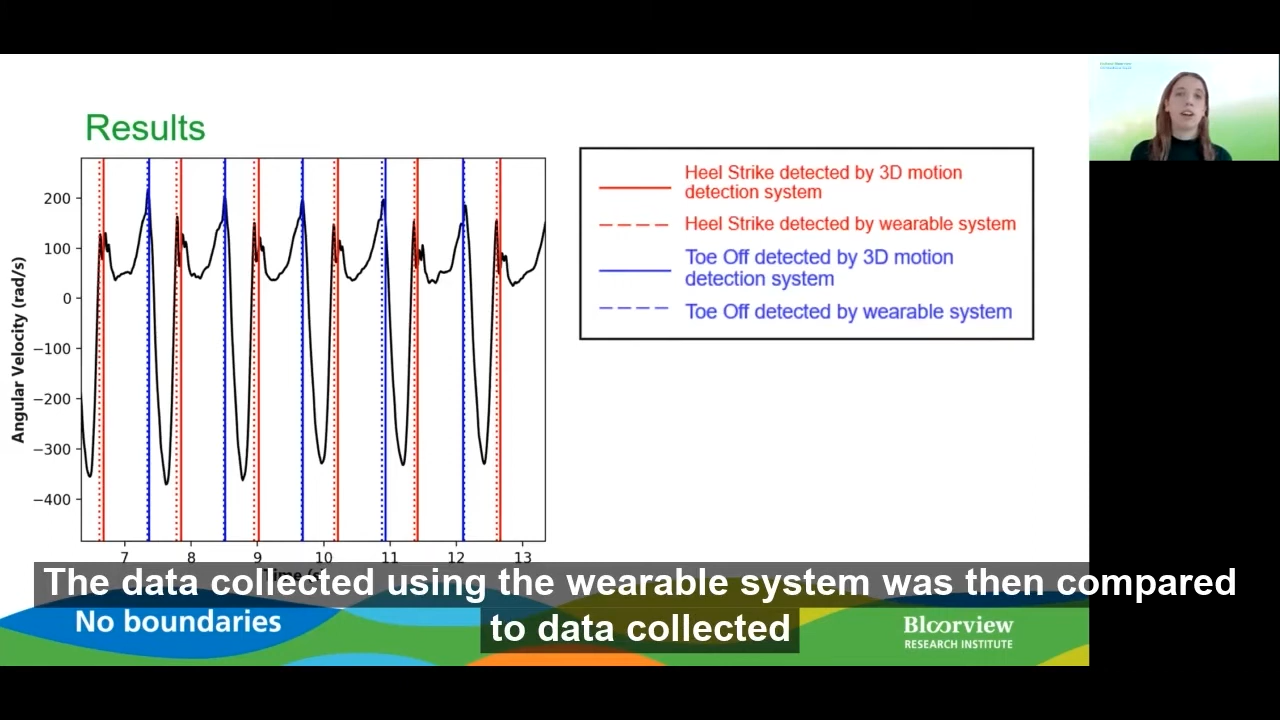 Results
Heel Strike detected by 3D motion
detection system
Heel Strike detected by wearable system
Toe Off detected by 3D motion
detection system
Toe Off detected by wearable system
Angular Velocity (rad/s)
200
100
0
−100
−200
−300
−400
7 8 9 10 11 12 13
The data collected using the wearable system was then compared
to data collected
No boundaries
Bloorview
RESEARCH INSTITUTE